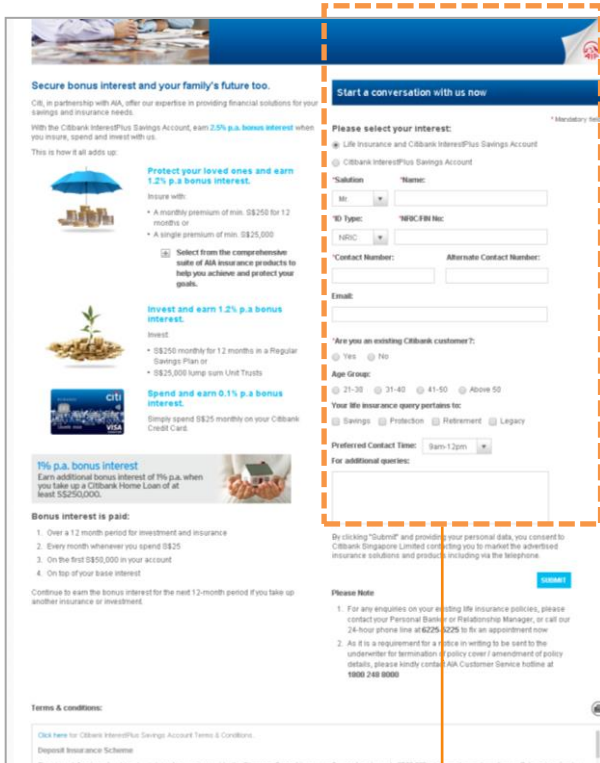 Secure bonus interest and your family's future too.
Citi, in partnership with AIA, offer our expertise in providing financial solutions for your
savings and insurance needs.
With the Citibank InterestPlus Savings Account, earn 2.5% p.a. bonus interest when
you insure, spend and invest with us.
This is how it all adds up:
Protect your loved ones and earn
1.2% p.a bonus interest.
Insure with:
• A monthly premium of min. S$250 for 12
months or
• A single premium of min. S$25,000
Select from the comprehensive
suite of AIA insurance products to
help you achieve and protect your
goals.
Invest and earn 1.2% p.a bonus
interest.
Invest:
• S$250 monthly for 12 months in a Regular
Savings Plan or
• S$25,000 lump sum Unit Trusts
citi
VISA
Spend and earn 0.1% p.a bonus
interest.
Simply spend S$25 monthly on your Citibank
Credit Card.
1% p.a. bonus interest
Earn additional bonus interest of 1% p.a. when
you take up a Citibank Home Loan of at
least S$250,000.
Bonus interest is paid:
1. Over a 12 month period for investment and insurance
2. Every month whenever you spend S$25
3. On the first S$50,000 in your account
4. On top of your base interest
Continue to earn the bonus interest for the next 12-month period if you take up
another insurance or investment.
AIA
Start a conversation with us now
* Mandatory
Please select your interest:
Life Insurance and Citibank InterestPlus Savings Account
Citibank InterestPlus Savings Account
*Salution *Name:
Mr.
*ID Type: *NRIC/FIN No:
NRIC
*Contact Number: Alternate Contact Number:
Email:
*Are you an existing Citibank customer?:
Yes No
Age Group:
21-30 31-40 41-50 Above 50
Your life insurance query pertains to:
Savings Protection Retirement Legacy
Preferred Contact Time: 9am-12pm
For additional queries:
By clicking "Submit" and providing your personal data, you consent to
Citibank Singapore Limited contacting you to market the advertised
insurance solutions and products including via the telephone.
SUBMIT
Please Note
1. For any enquiries on your existing life insurance policies, please
contact your Personal Banker or Relationship Manager, or call our
24-hour phone line at 6225 5225 to fix an appointment now
2. As it is a requirement for a notice in writing to be sent to the
underwriter for termination of policy cover / amendment of policy
details, please kindly contact AIA Customer Service hotline at
1800 248 8000
Terms & conditions:
Click here for Citibank InterestPlus Savings Account Terms & Conditions.
Deposit Insurance Scheme